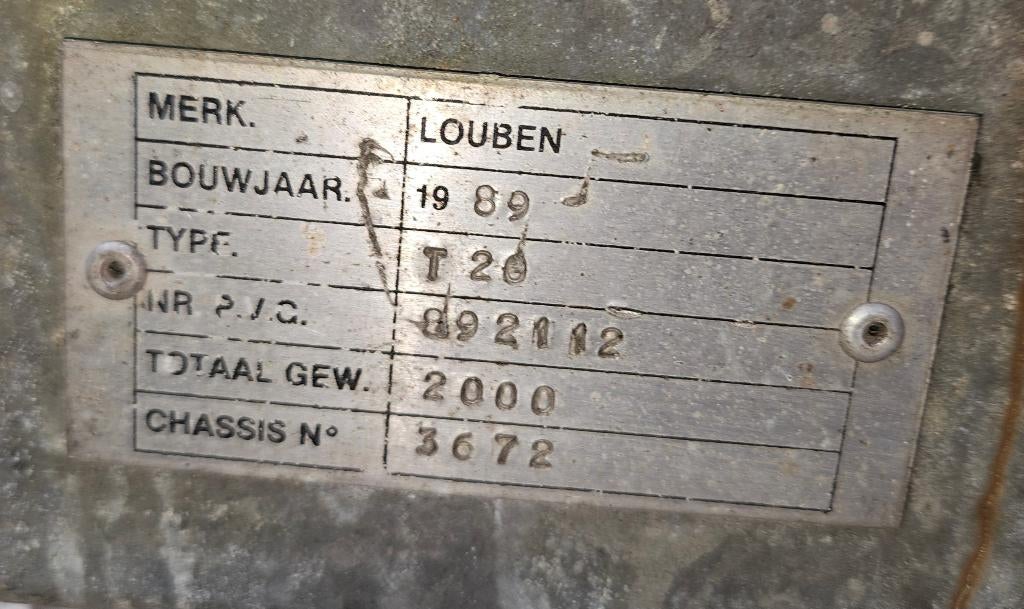 MERK. LOUBEN
BOUWJAAR. 19 89
TYPE. T 20
NR P.V.G. 892112
TOTAAL GEW. 2000
CHASSIS N° 3672